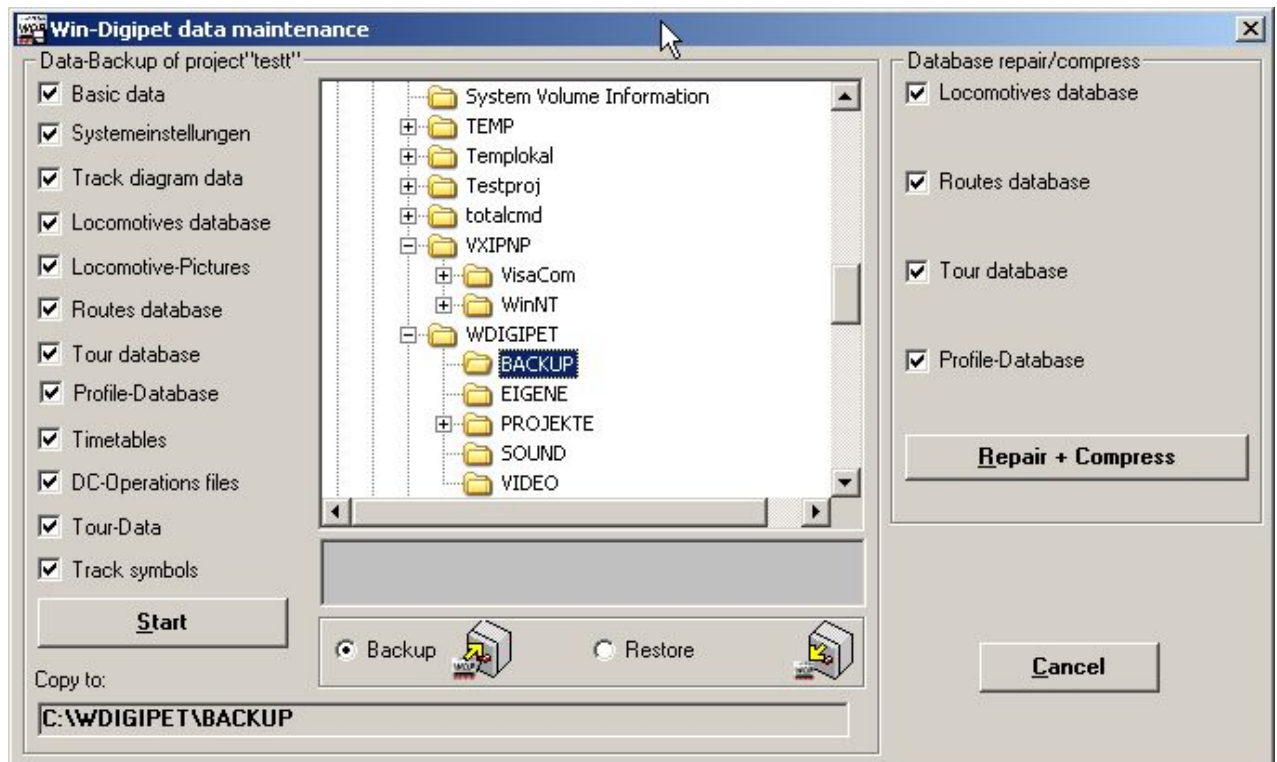 Win-Digipet data maintenance
Data-Backup of project"testt"
Basic data
Systemeinstellungen
Track diagram data
Locomotives database
Locomotive-Pictures
Routes database
Tour database
Profile-Database
Timetables
DC-Operations files
Tour-Data
Track symbols
Start
Copy to:
C:\WDIGIPET\BACKUP
System Volume Information
TEMP
Templokal
Testproj
totalcmd
VXIPNP
VisaCom
WinNT
WDIGIPET
BACKUP
EIGENE
PROJEKTE
SOUND
VIDEO
Backup
Restore
Database repair/compress
Locomotives database
Routes database
Tour database
Profile-Database
Repair + Compress
Cancel